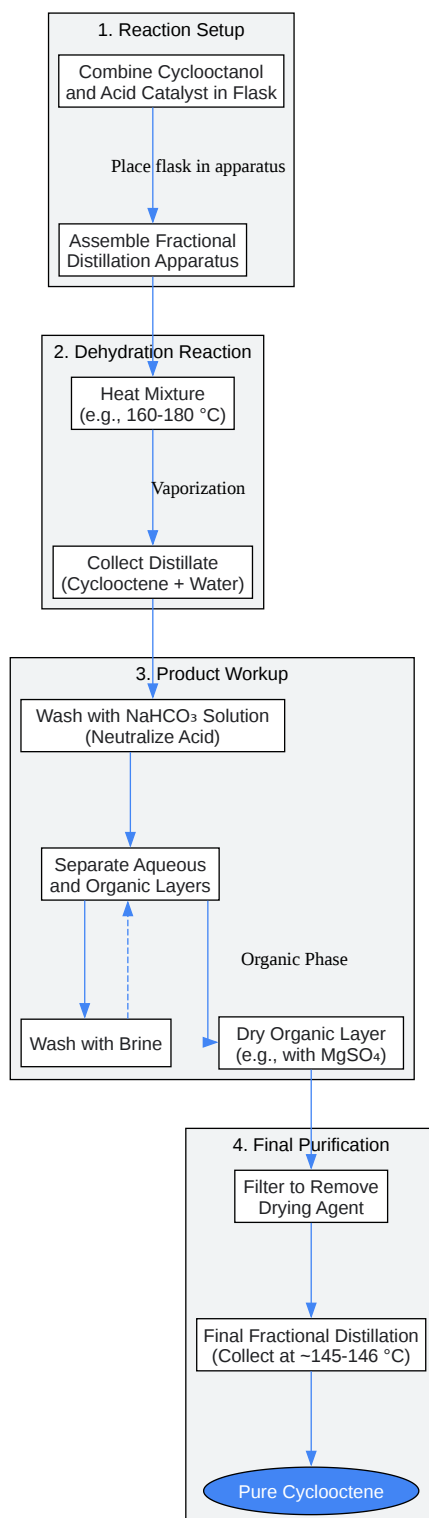 1. Reaction Setup
Combine Cyclooctanol
and Acid Catalyst in Flask
Place flask in apparatus
Assemble Fractional
Distillation Apparatus
2. Dehydration Reaction
Heat Mixture
(e.g., 160-180 °C)
Vaporization
Collect Distillate
(Cyclooctene + Water)
3. Product Workup
Wash with NaHCO₃ Solution
(Neutralize Acid)
Separate Aqueous
and Organic Layers
Organic Phase
Wash with Brine
Dry Organic Layer
(e.g., with MgSO₄)
4. Final Purification
Filter to Remove
Drying Agent
Final Fractional Distillation
(Collect at ~145-146 °C)
Pure Cyclooctene